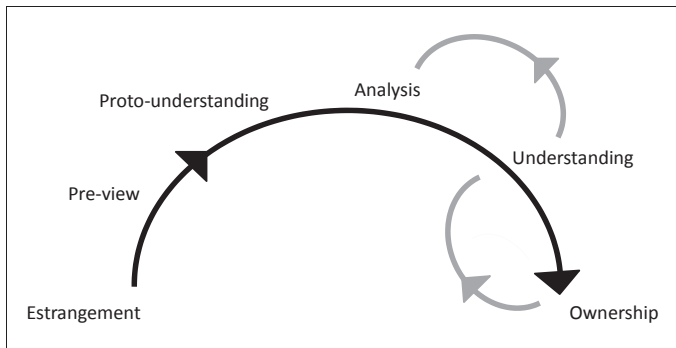 Analysis
Proto-understanding
Understanding
Pre-view
Estrangement
Ownership